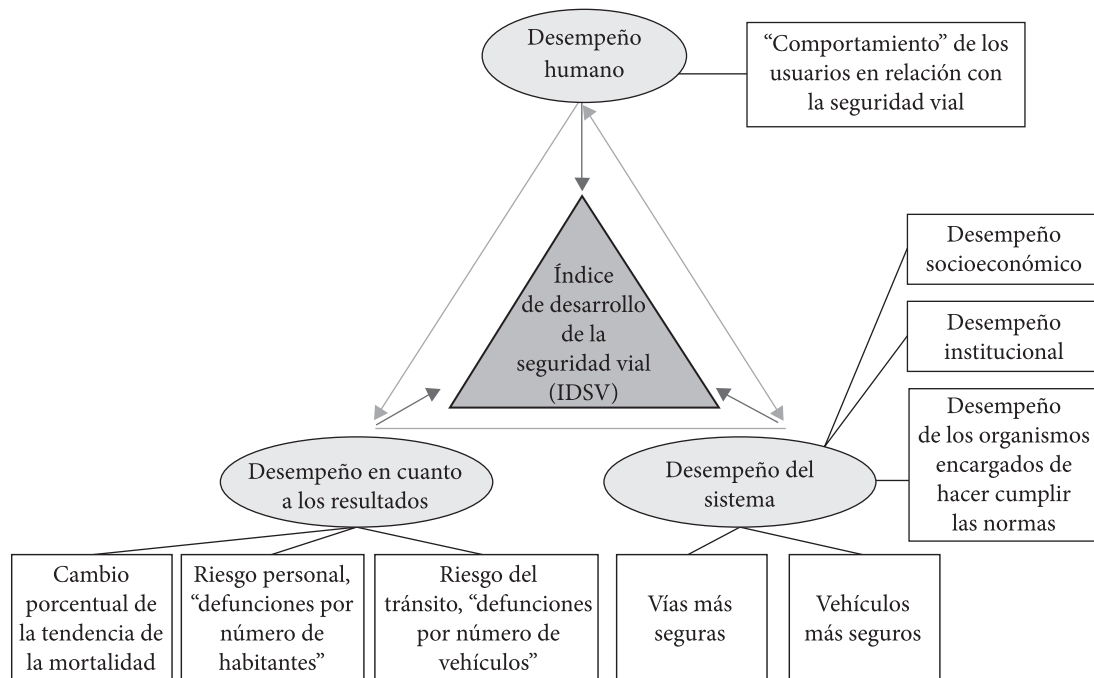 Desempeño
humano
“Comportamiento” de los
usuarios en relación con
la seguridad vial
Índice
de desarrollo
de la
seguridad vial
(IDSV)
Desempeño
socioeconómico
Desempeño
institucional
Desempeño
de los organismos
encargados de
hacer cumplir
las normas
Desempeño en cuanto
a los resultados
Desempeño del
sistema
Cambio
porcentual de
la tendencia de
la mortalidad
Riesgo personal,
“defunciones por
número de
habitantes”
Riesgo del
tránsito, “defunciones
por número de
vehículos”
Vías más
seguras
Vehículos
más seguros